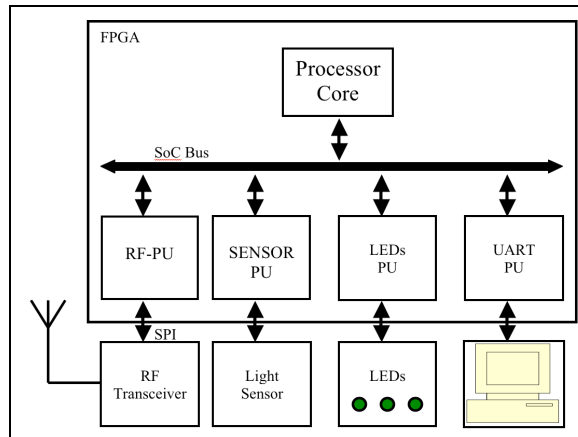 FPGA
Processor
Core
SoC Bus
RF-PU
SENSOR
PU
LEDs
PU
UART
PU
SPI
RF
Transceiver
Light
Sensor
LEDs